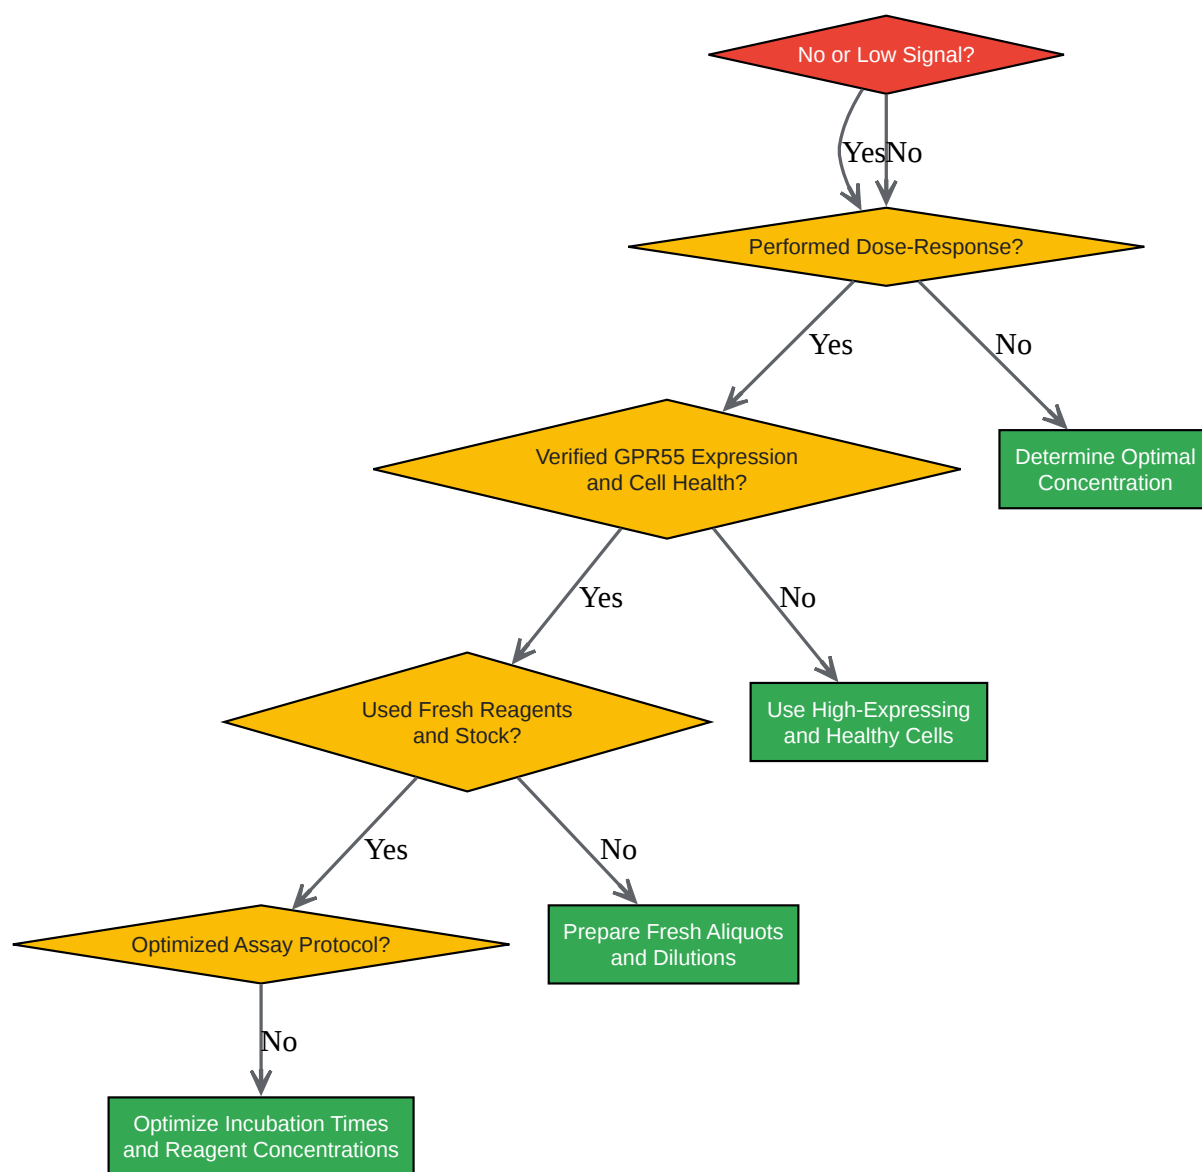 No or Low Signal?
Yes
No
Performed Dose-Response?
Yes
No
Verified GPR55 Expression
and Cell Health?
Determine Optimal
Concentration
Yes
No
Used Fresh Reagents
and Stock?
Use High-Expressing
and Healthy Cells
Yes
No
Optimized Assay Protocol?
Prepare Fresh Aliquots
and Dilutions
No
Optimize Incubation Times
and Reagent Concentrations